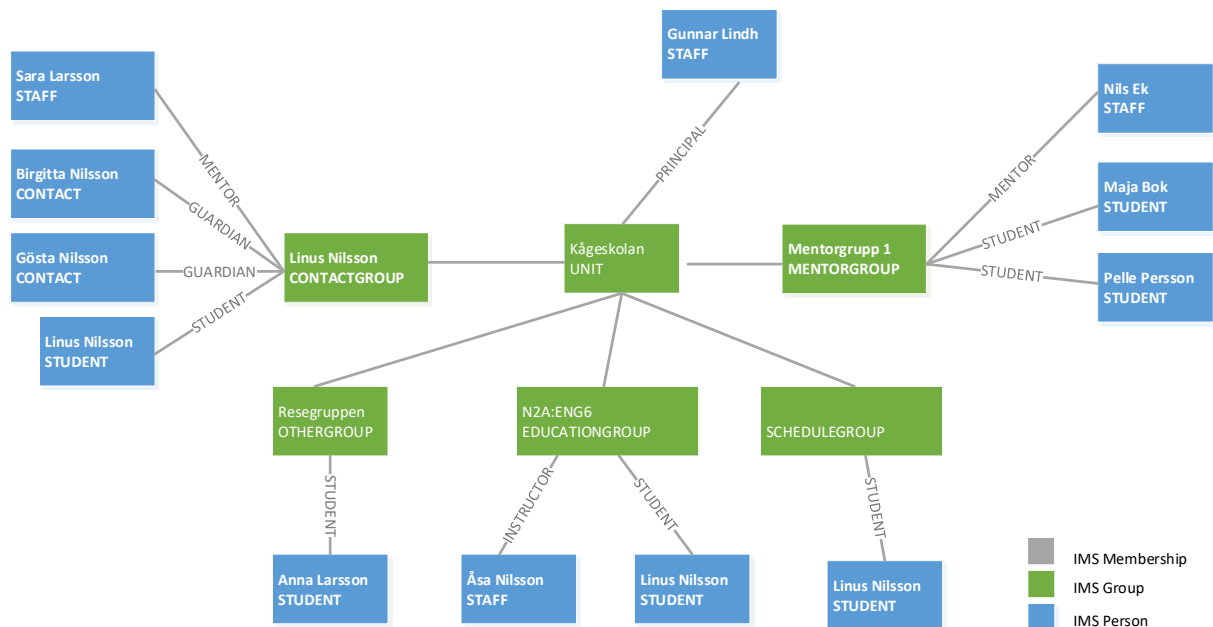 Gunnar Lindh
STAFF
Sara Larsson
STAFF
Nils Ek
STAFF
PRINCIPAL
MENTOR
MENTOR
Birgitta Nilsson
CONTACT
GUARDIAN
Maja Bok
STUDENT
STUDENT
Gösta Nilsson
CONTACT
GUARDIAN
Linus Nilsson
CONTACTGROUP
Kågeskolan
UNIT
Mentorgrupp 1
MENTORGROUP
STUDENT
Pelle Persson
STUDENT
STUDENT
Linus Nilsson
STUDENT
Resegruppen
OTHERGROUP
N2A:ENG6
EDUCATIONGROUP
SCHEDULEGROUP
STUDENT
INSTRUCTOR
STUDENT
STUDENT
Anna Larsson
STUDENT
Åsa Nilsson
STAFF
Linus Nilsson
STUDENT
Linus Nilsson
STUDENT
IMS Membership
IMS Group
IMS Person